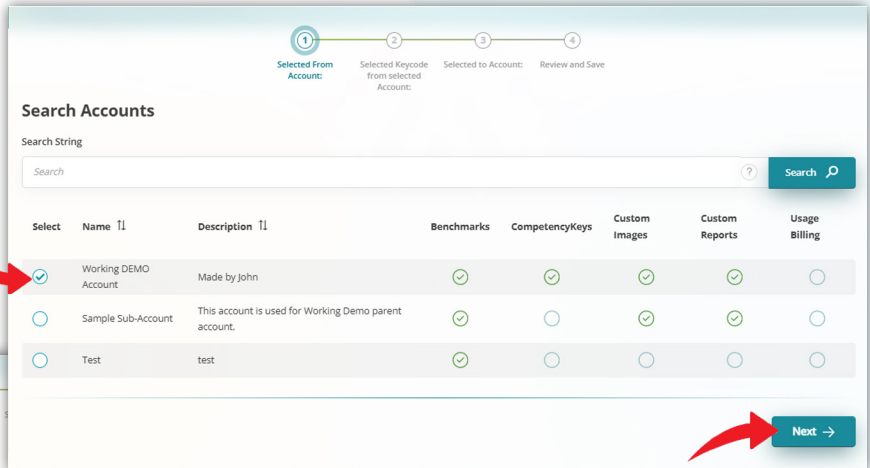 1 2 3 4
Selected From Selected Keycode Selected to Account: Review and Save
Account: from selected
Account:
Search Accounts
Search String
Search ? Search
Select Name Description Benchmarks CompetencyKeys Custom Custom Usage
Images Reports Billing
Working DEMO Made by John
Account
Sample Sub-Account This account is used for Working Demo parent
account.
Test test
Next →